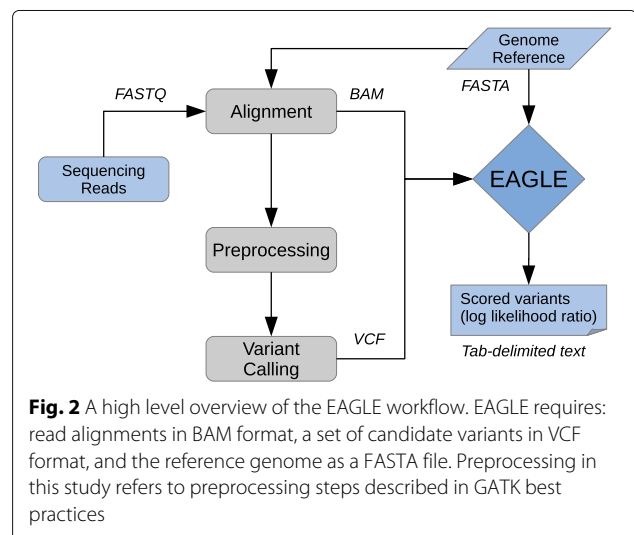 Genome
Reference
FASTQ
BAM
FASTA
Alignment
Sequencing
Reads
EAGLE
Preprocessing
Scored variants
(log likelihood ratio)
VCF
Variant
Calling
Tab-delimited text
Fig. 2 A high level overview of the EAGLE workflow. EAGLE requires:
read alignments in BAM format, a set of candidate variants in VCF
format, and the reference genome as a FASTA file. Preprocessing in
this study refers to preprocessing steps described in GATK best
practices